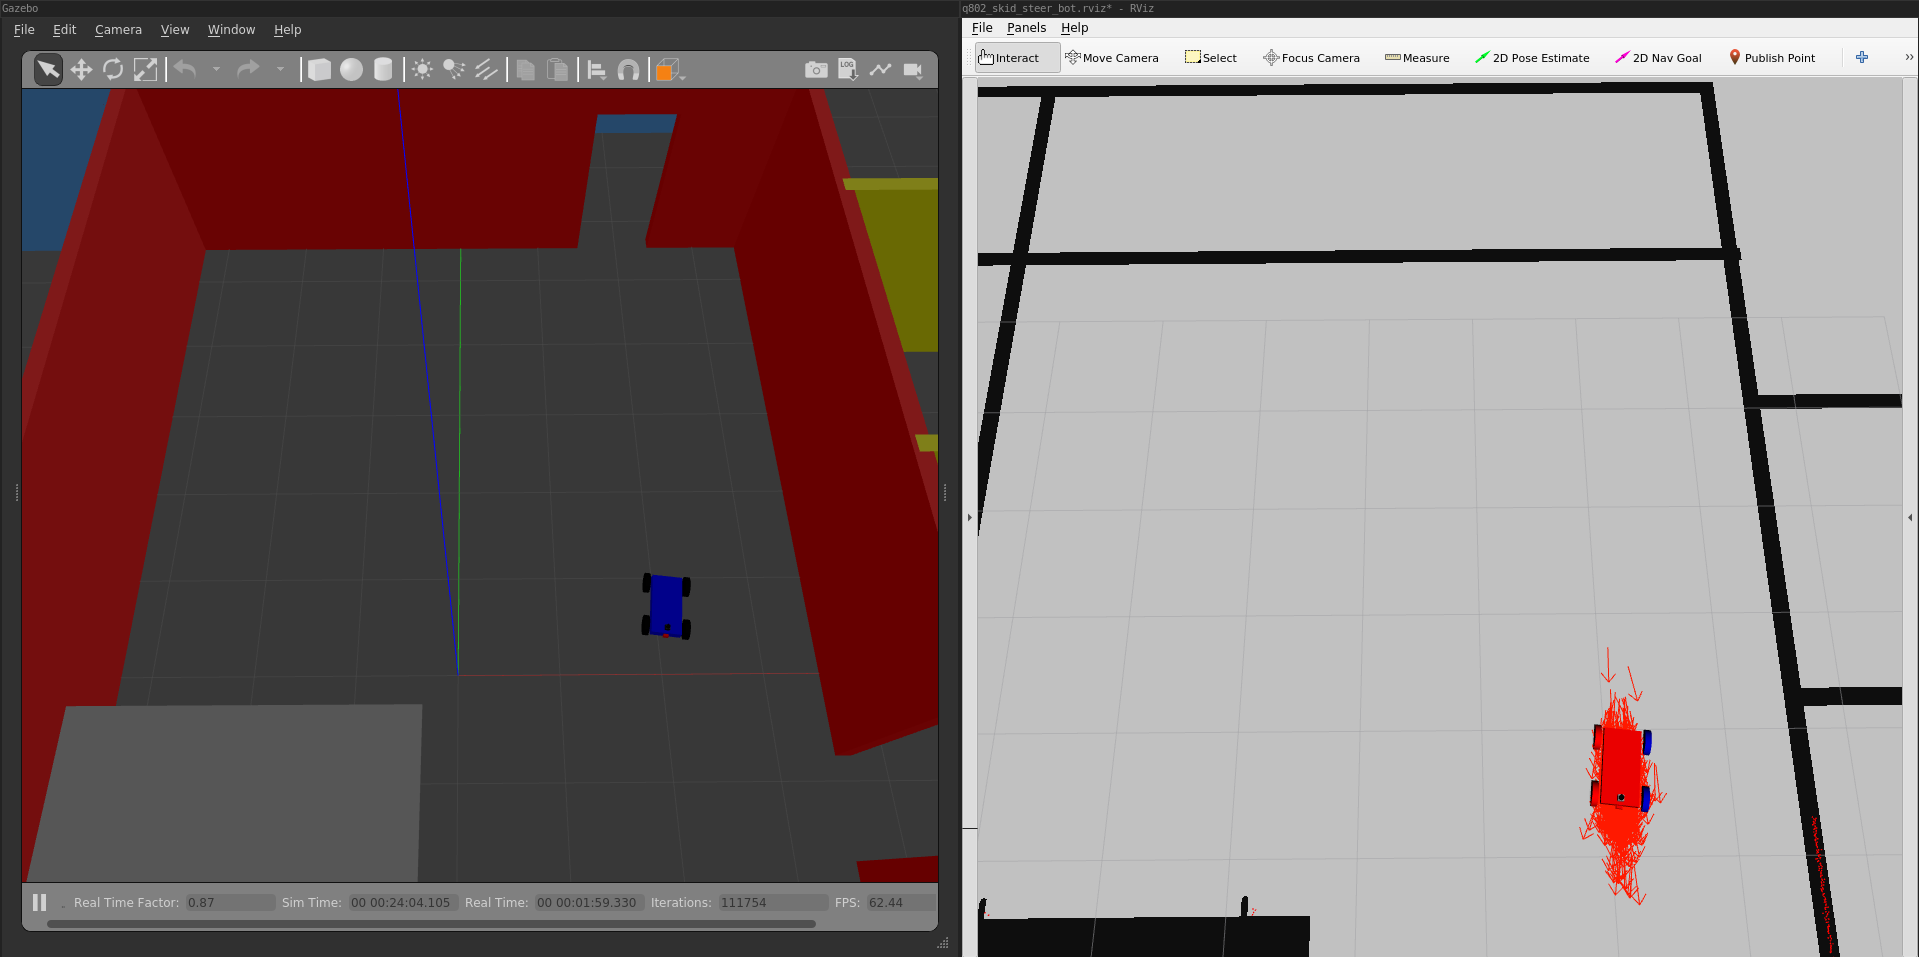 Gazebo
File Edit Camera View Window Help
LOG
Real Time Factor: 0.87 Sim Time: 00 00:24:04.105 Real Time: 00 00:01:59.330 Iterations: 111754 FPS: 62.44
q802_skid_steer_bot.rviz* - RViz
File Panels Help
Interact Move Camera Select Focus Camera Measure 2D Pose Estimate 2D Nav Goal Publish Point »